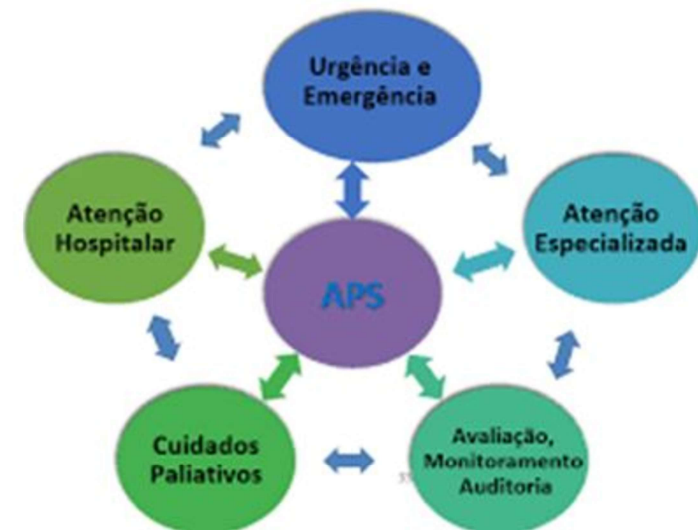 Urgência e
Emergência
Atenção
Hospitalar
Atenção
Especializada
APS
Cuidados
Paliativos
Avaliação,
Monitoramento
Auditoria